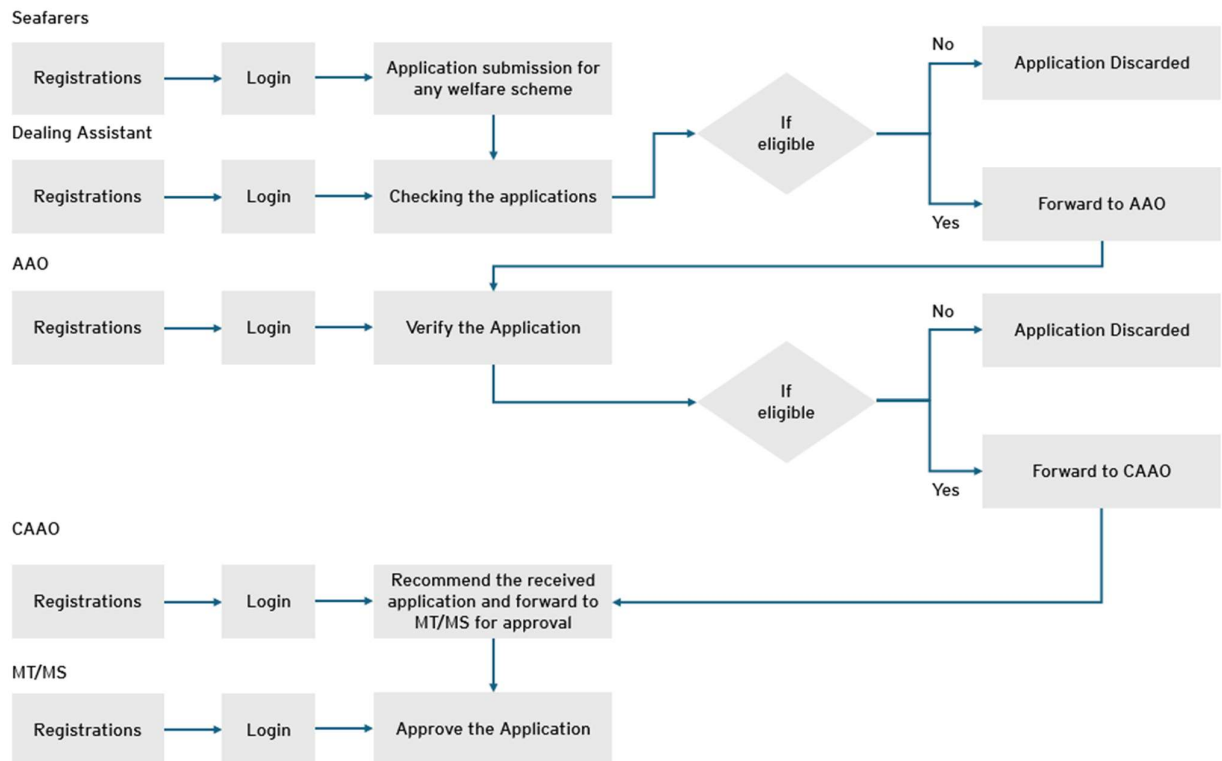 Seafarers
Registrations
Login
Application submission for
any welfare scheme
If
eligible
No
Application Discarded
Dealing Assistant
Registrations
Login
Checking the applications
Yes
Forward to AAO
AAO
Registrations
Login
Verify the Application
If
eligible
No
Application Discarded
Yes
Forward to CAAO
CAAO
Registrations
Login
Recommend the received
application and forward to
MT/MS for approval
MT/MS
Registrations
Login
Approve the Application